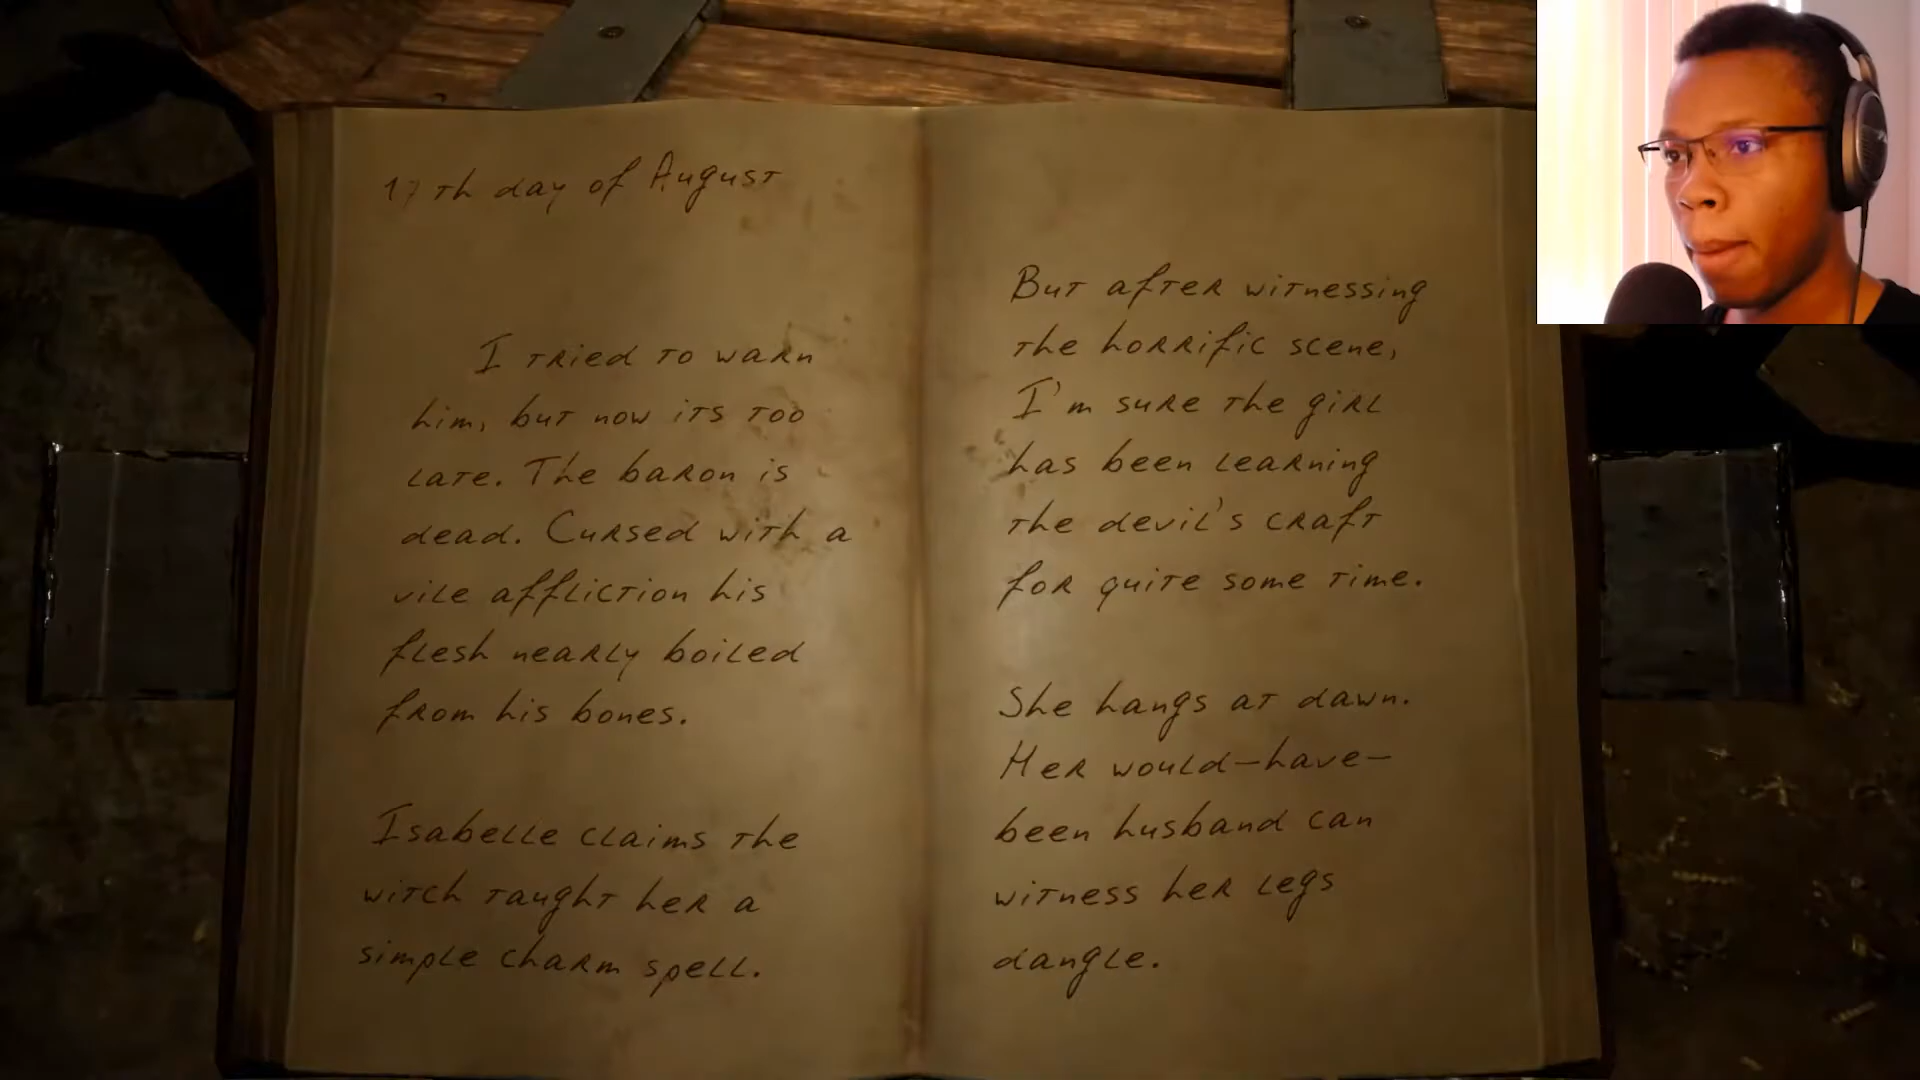 17th day of August
I tried to warn
him, but now its too
late. The baron is
dead. Cursed with a
vile affliction his
flesh nearly boiled
from his bones.
Isabelle claims the
witch taught her a
simple charm spell.
But after witnessing
the horrific scene,
I'm sure the girl
has been learning
the devil's craft
for quite some time.
She hangs at dawn.
Her would-have-
been husband can
witness her legs
dangle.